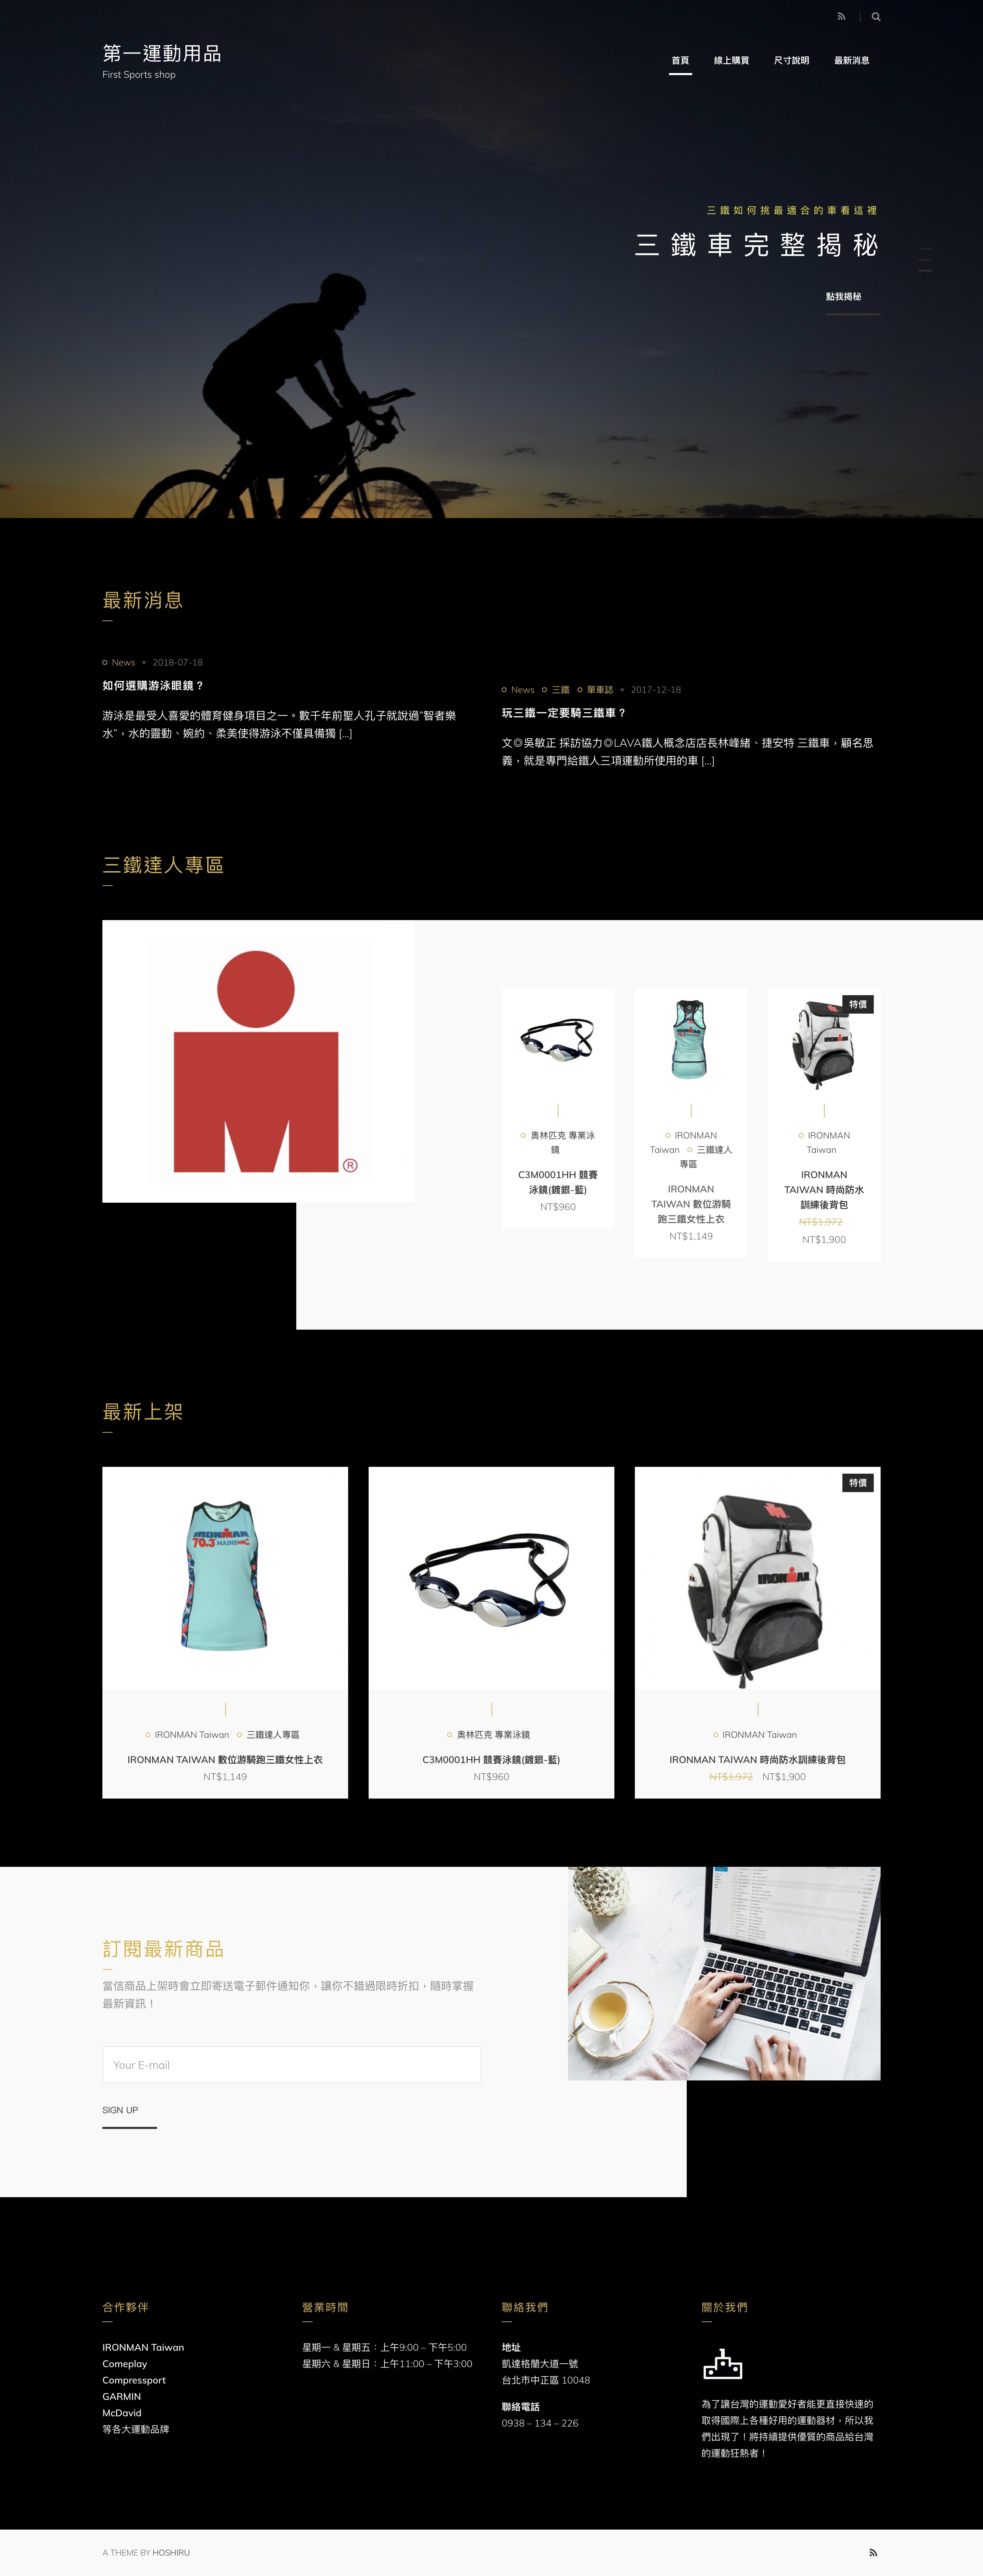 第一運動用品
First Sports shop
首頁
線上購買
尺寸說明
最新消息
三鐵如何挑最適合的車看這裡
三鐵車完整揭秘
點我揭秘
最新消息
News
2018-07-18
如何選購游泳眼鏡？
游泳是最受人喜愛的體育健身項目之一。數千年前聖人孔子就說過“智者樂
水”，水的靈動、婉約、柔美使得游泳不僅具備獨 [...]
News 三鐵 單車誌 2017-12-18
玩三鐵一定要騎三鐵車？
文◎吳敏正 採訪協力◎LAVA鐵人概念店店長林峰緒、捷安特 三鐵車，顧名思
義，就是專門給鐵人三項運動所使用的車 [...]
三鐵達人專區
®
奧林匹克 專業泳
鏡
C3M0001HH 競賽
泳鏡(鍍銀-藍)
NT$960
IRONMAN
Taiwan 三鐵達人
專區
IRONMAN
TAIWAN 數位游騎
跑三鐵女性上衣
NT$1,149
特價
IRONMAN
IRONMAN
Taiwan
IRONMAN
TAIWAN 時尚防水
訓練後背包
NT$1,972
NT$1,900
最新上架
IRONMAN
70.3 MAINE
IRONMAN Taiwan 三鐵達人專區
IRONMAN TAIWAN 數位游騎跑三鐵女性上衣
NT$1,149
奧林匹克 專業泳鏡
C3M0001HH 競賽泳鏡(鍍銀-藍)
NT$960
特價
IRONMAN
IRONMAN Taiwan
IRONMAN TAIWAN 時尚防水訓練後背包
NT$1,972 NT$1,900
訂閱最新商品
當信商品上架時會立即寄送電子郵件通知你，讓你不錯過限時折扣，隨時掌握
最新資訊！
Your E-mail
SIGN UP
合作夥伴
IRONMAN Taiwan
Comeplay
Compressport
GARMIN
McDavid
等各大運動品牌
營業時間
星期一 & 星期五：上午9:00 – 下午5:00
星期六 & 星期日：上午11:00 – 下午3:00
聯絡我們
地址
凱達格蘭大道一號
台北市中正區 10048
聯絡電話
0938 – 134 – 226
關於我們
為了讓台灣的運動愛好者能更直接快速的
取得國際上各種好用的運動器材，所以我
們出現了！將持續提供優質的商品給台灣
的運動狂熱者！
A THEME BY HOSHIRU